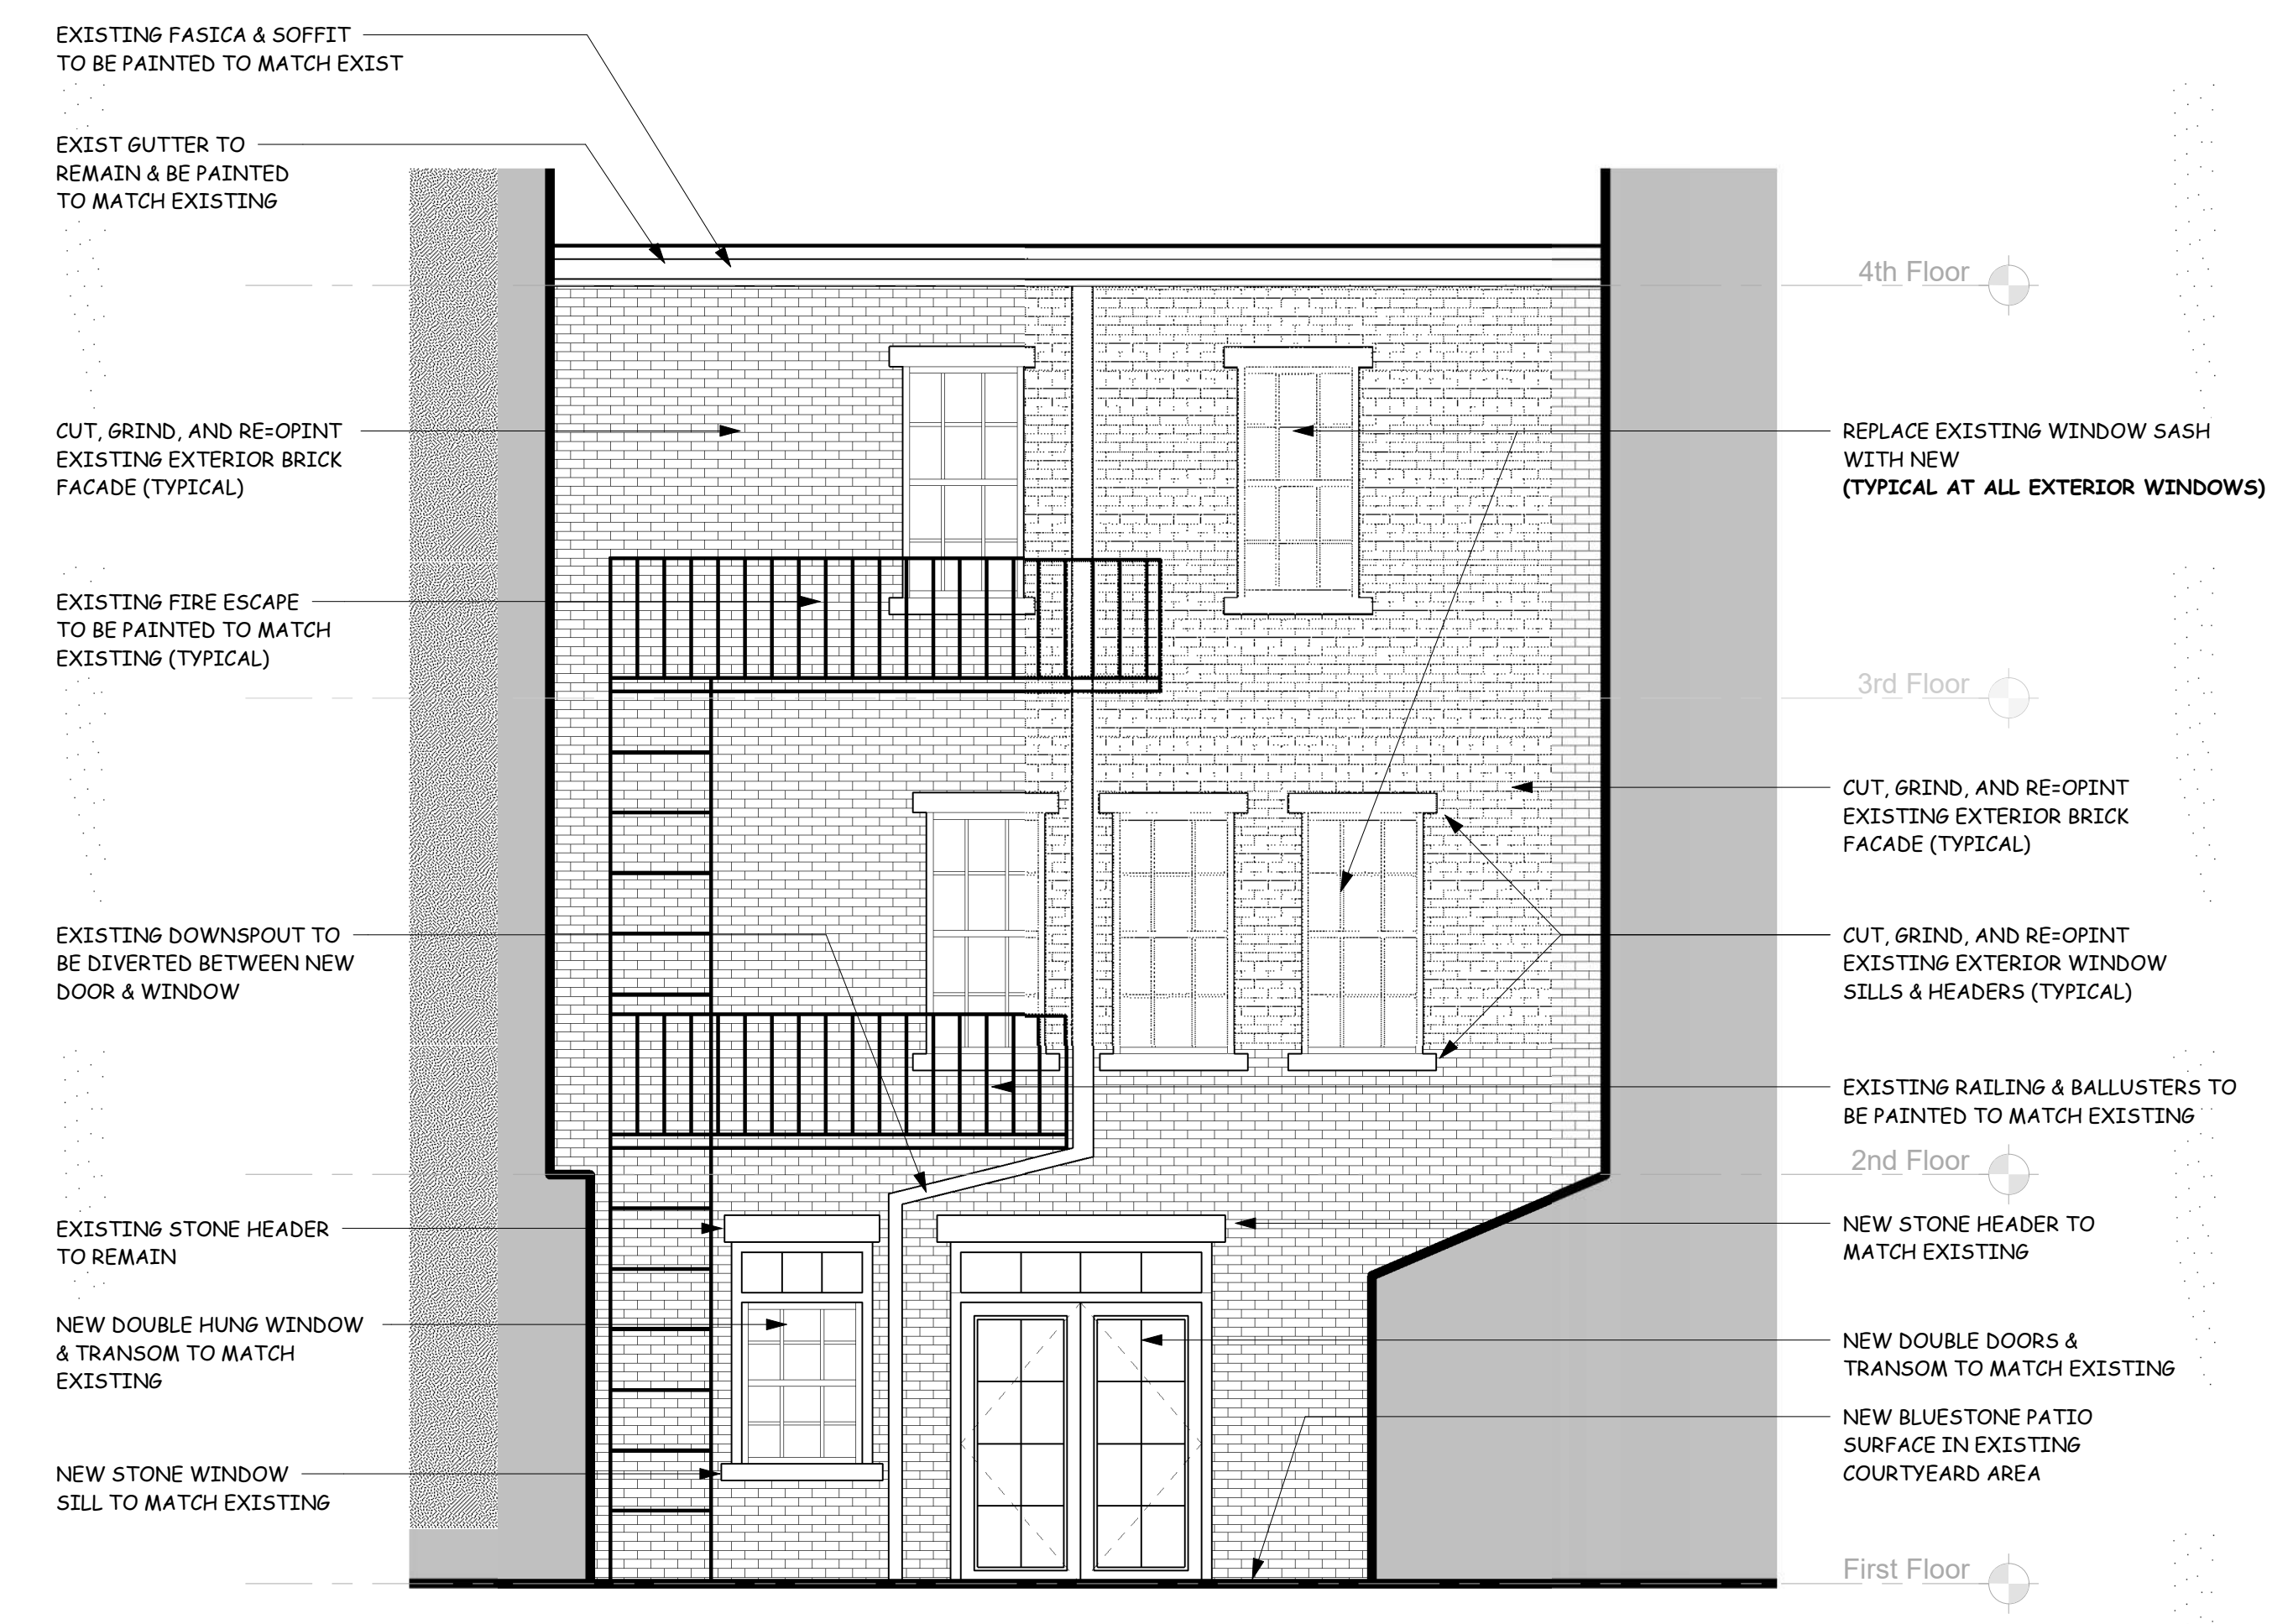 EXISTING FASICA & SOFFIT
TO BE PAINTED TO MATCH EXIST
EXIST GUTTER TO
REMAIN & BE PAINTED
TO MATCH EXISTING
CUT, GRIND, AND RE=OPINT
EXISTING EXTERIOR BRICK
FACADE (TYPICAL)
EXISTING FIRE ESCAPE
TO BE PAINTED TO MATCH
EXISTING (TYPICAL)
EXISTING DOWNSPOUT TO
BE DIVERTED BETWEEN NEW
DOOR & WINDOW
EXISTING STONE HEADER
TO REMAIN
NEW DOUBLE HUNG WINDOW
& TRANSOM TO MATCH
EXISTING
NEW STONE WINDOW
SILL TO MATCH EXISTING
4th Floor
REPLACE EXISTING WINDOW SASH
WITH NEW
(TYPICAL AT ALL EXTERIOR WINDOWS)
3rd Floor
CUT, GRIND, AND RE=OPINT
EXISTING EXTERIOR BRICK
FACADE (TYPICAL)
CUT, GRIND, AND RE=OPINT
EXISTING EXTERIOR WINDOW
SILLS & HEADERS (TYPICAL)
EXISTING RAILING & BALLUSTERS TO
BE PAINTED TO MATCH EXISTING
2nd Floor
NEW STONE HEADER TO
MATCH EXISTING
NEW DOUBLE DOORS &
TRANSOM TO MATCH EXISTING
NEW BLUESTONE PATIO
SURFACE IN EXISTING
COURTYEARD AREA
First Floor